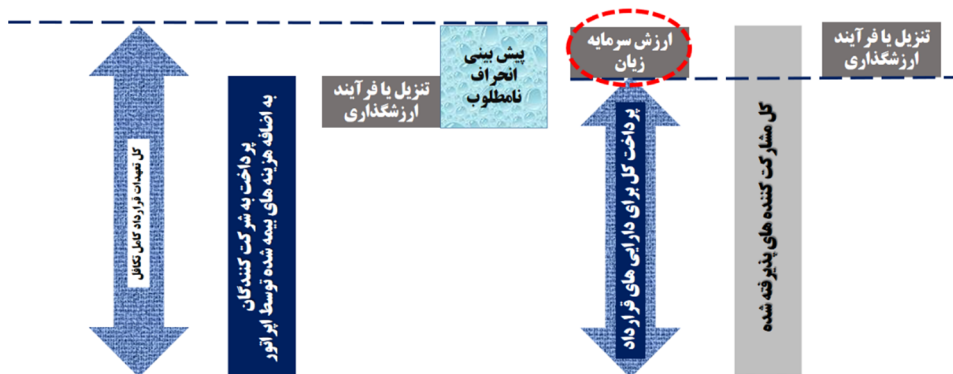 تنزیل یا فرآیند
ارزشگذاری
ارزش سرمایه
زیان
پیش بینی
انحراف
نامطلوب
تنزیل یا فرآیند
ارزشگذاری
کل مشارکت کننده های پذیرفته شده
پرداخت کل برای دارایی های قرارداد
پرداخت به شرکت کنندگان
به اضافه هزینه های بیمه شده توسط اپراتور
کل تعهدات قرارداد کامل تکافل